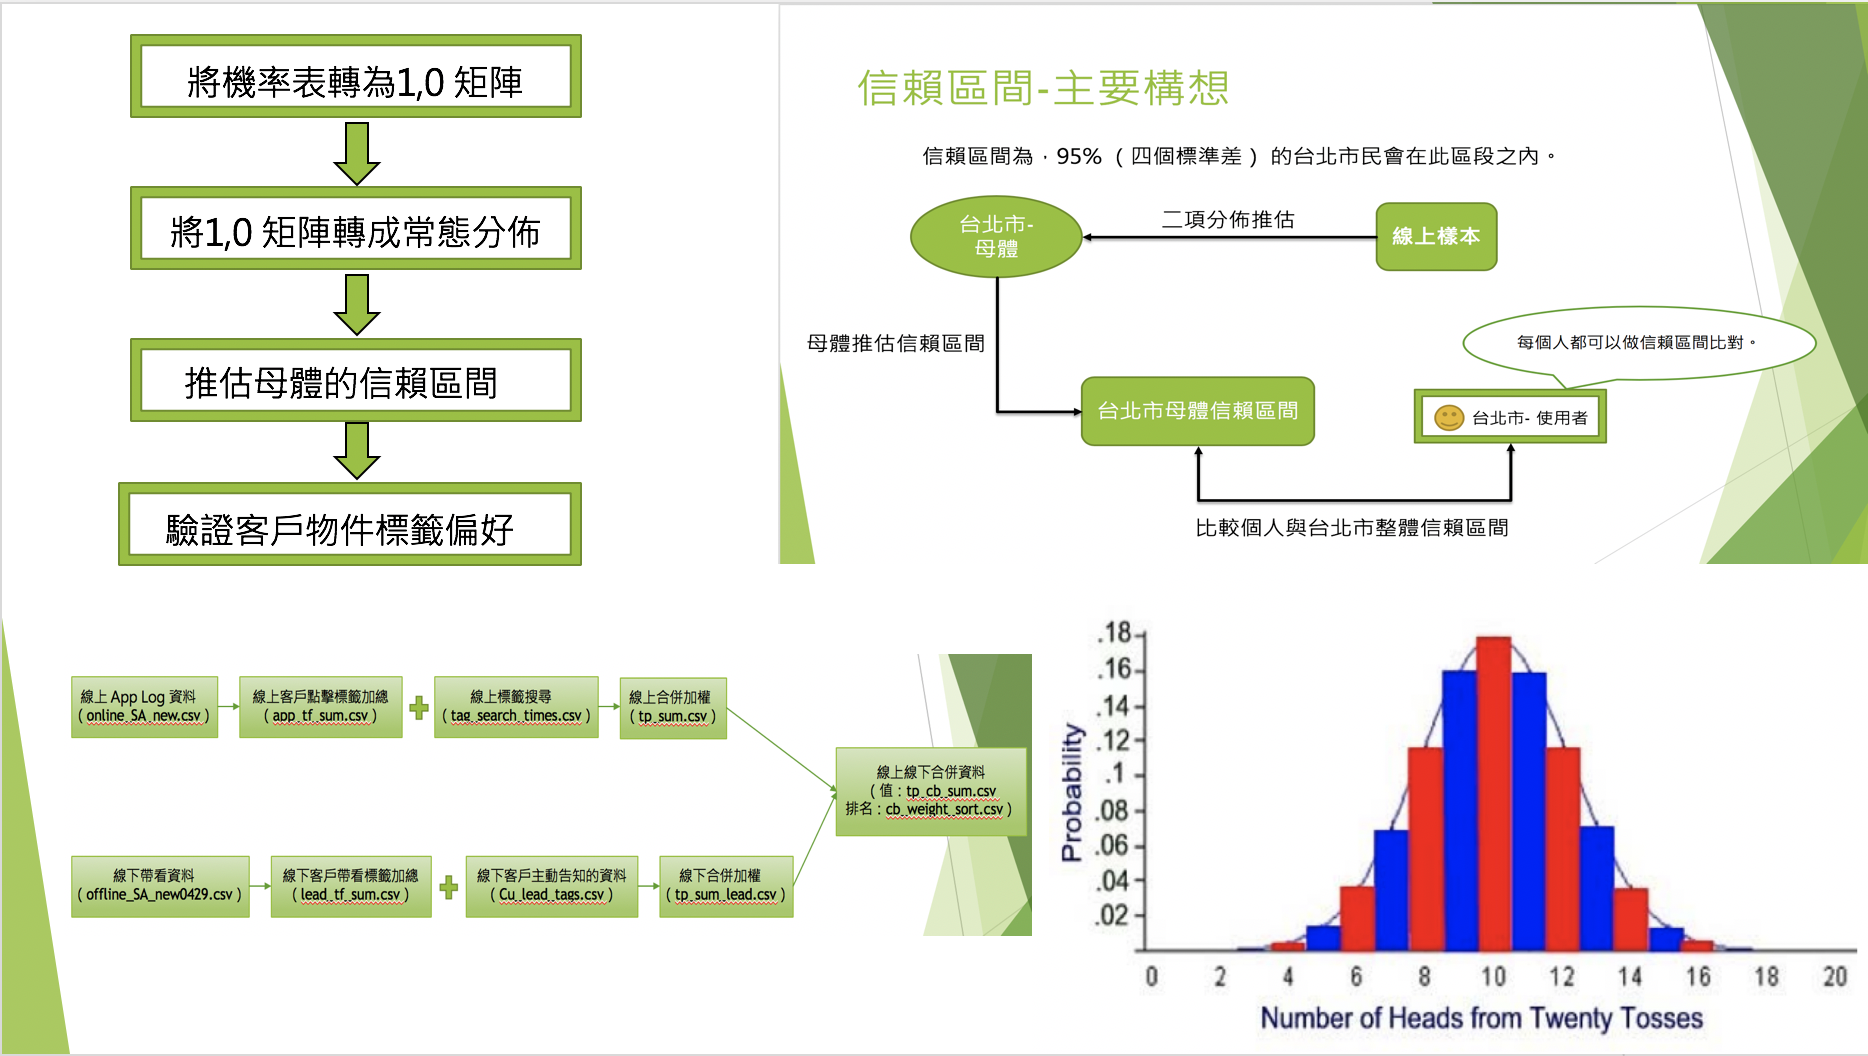 將機率表轉為1,0 矩陣
將1,0 矩陣轉成常態分佈
推估母體的信賴區間
驗證客戶物件標籤偏好
信賴區間-主要構想
信賴區間為，95%（四個標準差）的台北市民會在此區段之內。
台北市-
母體
二項分佈推估
線上樣本
母體推估信賴區間
每個人都可以做信賴區間比對。
台北市母體信賴區間
台北市- 使用者
比較個人與台北市整體信賴區間
線上 App Log 資料
（online_SA_new.csv）
線上客戶點擊標籤加總
（app_tf_sum.csv）
線上標籤搜尋
（tag_search_times.csv）
線上合併加權
（tp_sum.csv）
線上線下合併資料
（值：tp_cb_sum.csv
排名：cb_weight_sort.csv）
線下帶看資料
（offline_SA_new0429.csv）
線下客戶帶看標籤加總
（lead_tf_sum.csv）
線下客戶主動告知的資料
（Cu_lead_tags.csv）
線下合併加權
（tp_sum_lead.csv）
Probability
.18
.16
.14
.12
.1
.08
.06
.04
.02
0 2 4 6 8 10 12 14 16 18 20
Number of Heads from Twenty Tosses